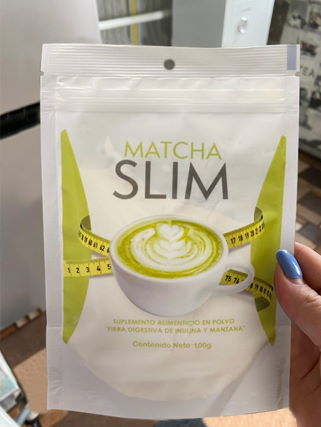 MATCHA
SLIM
SUPLEMENTO ALIMENTICIO EN POLVO
"FIBRA DIGESTIVA DE INULINA Y MANZANA"
Contenido Neto 100g